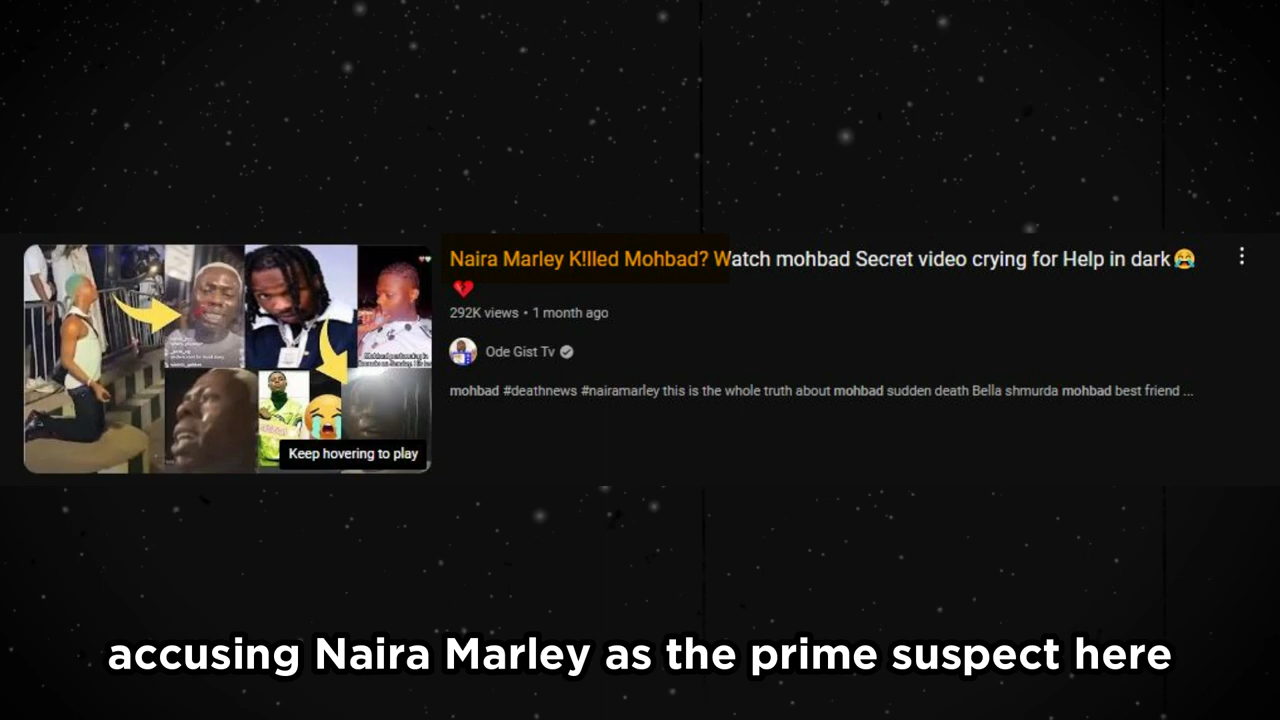 Naira Marley K!lled Mohbad? Watch mohbad Secret video crying for Help in dark😭
💔
292K views • 1 month ago
Ode Gist Tv
mohbad #deathnews #nairamarley this is the whole truth about mohbad sudden death Bella shmurda mohbad best friend ...
Keep hovering to play
accusing Naira Marley as the prime suspect here